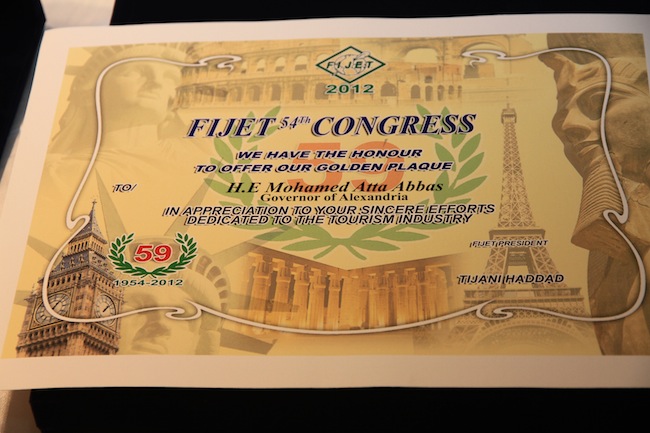 FIJET
2012
FIJET 54Th CONGRESS
59
WE HAVE THE HONOUR
TO OFFER OUR GOLDEN PLAQUE
TO/
H.E Mohamed Atta Abbas
Governor of Alexandria
IN APPRECIATION TO YOUR SINCERE EFFORTS
DEDICATED TO THE TOURISM INDUSTRY
59
1954-2012
FIJET PRESIDENT
TIJANI HADDAD